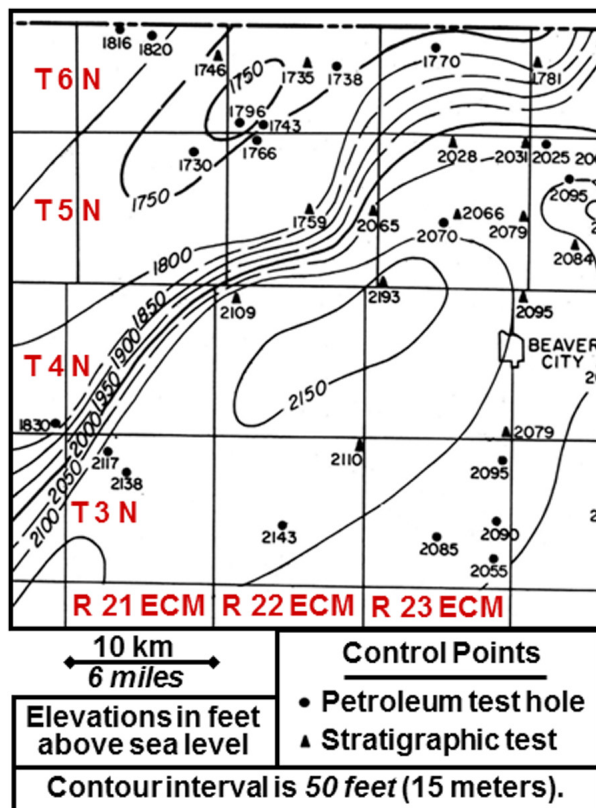 1816 1820
1770
T 6 N
1746 1750 1735 1738 1781
1796 1743
1766 2028 2031 2025
1730
1750
2095
T 5 N
1759 2065 2066
2070 2079
2084
1800
2193
2109 2095
1850
1900
1950
2000
2050
2100
T 4 N
BEAVER
CITY
2150
1830
2079
2117 2110 2095
2138
T 3 N
2143 2085 2090
2055
R 21 ECM R 22 ECM R 23 ECM
10 km
6 miles
Elevations in feet
above sea level
Control Points
Petroleum test hole
Stratigraphic test
Contour interval is 50 feet (15 meters).